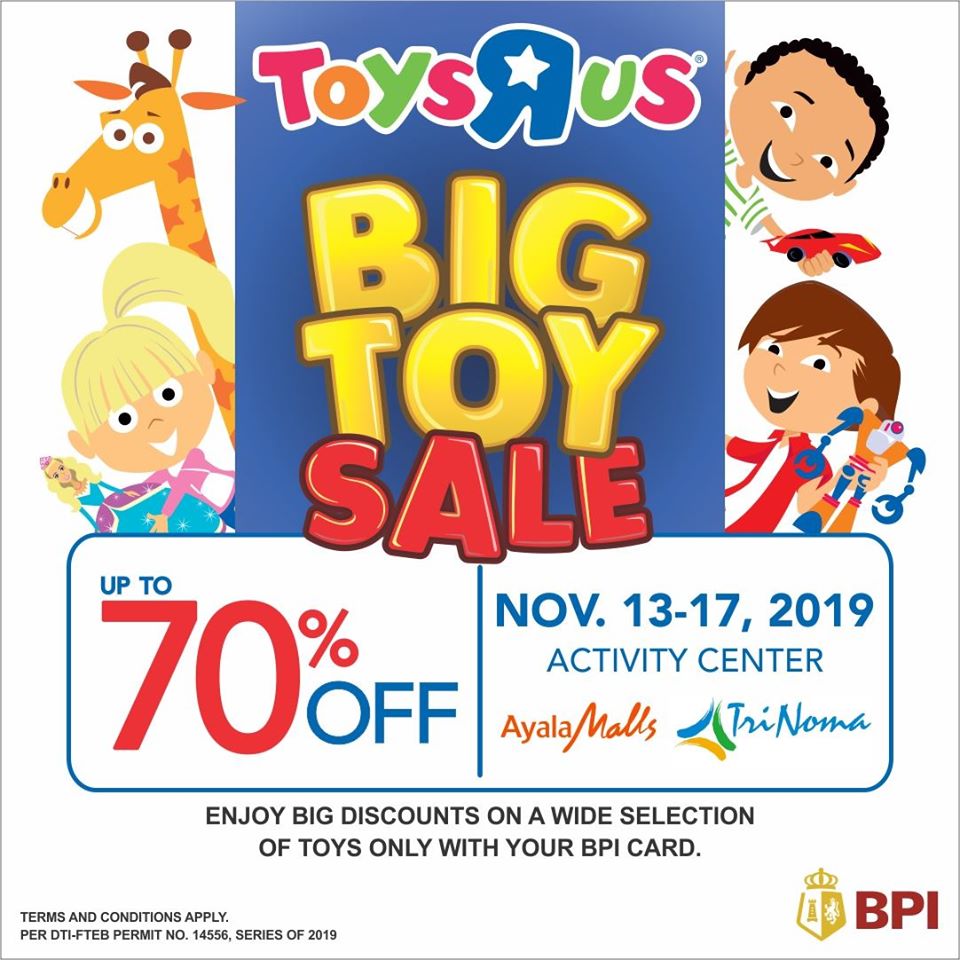 TOYS R US®
BIG
TOY
SALE
UP TO
70% OFF
NOV. 13-17, 2019
ACTIVITY CENTER
AyalaMalls TriNoma
ENJOY BIG DISCOUNTS ON A WIDE SELECTION
OF TOYS ONLY WITH YOUR BPI CARD.
BPI
TERMS AND CONDITIONS APPLY.
PER DTI-FTEB PERMIT NO. 14556, SERIES OF 2019